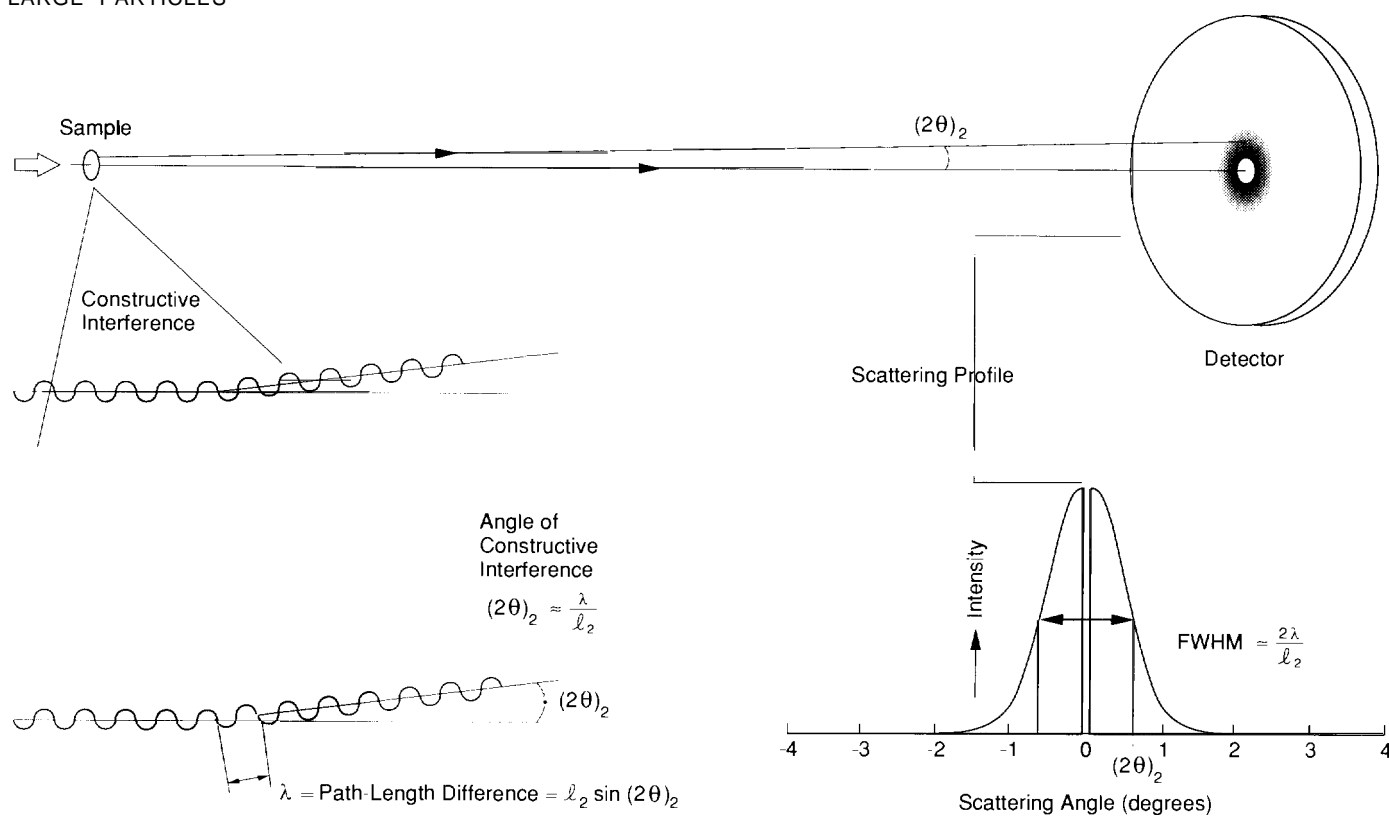 LARGE PARTICLES
(2θ)₂
Sample
Constructive
Interference
Detector
Scattering Profile
Angle of
Constructive
Interference
(2θ)₂ ≈ λ/ℓ₂
Intensity
FWHM ≈ 2λ/ℓ₂
(2θ)₂
λ = Path-Length Difference = ℓ₂ sin (2θ)₂
-4 -3 -2 -1 0 1 2 3 4
(2θ)₂
Scattering Angle (degrees)